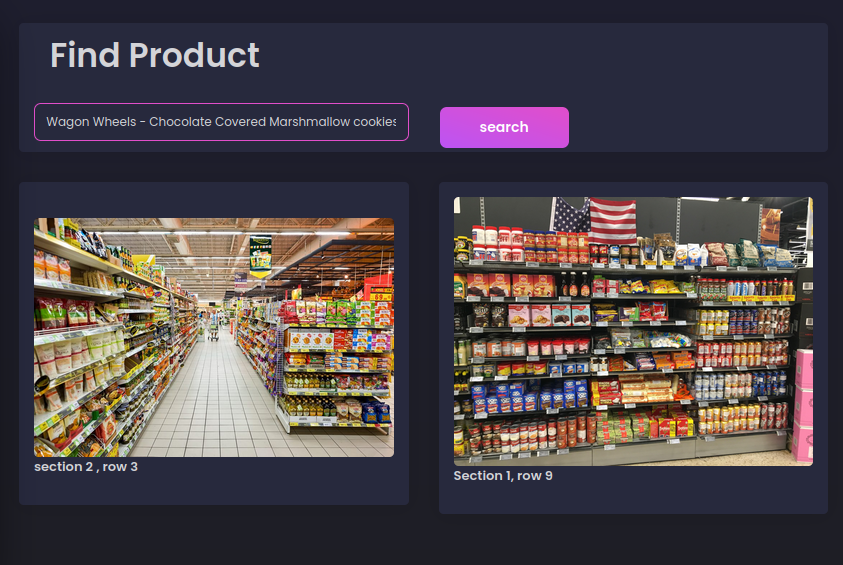 Find Product
Wagon Wheels - Chocolate Covered Marshmallow cookies
search
section 2 , row 3
Section 1, row 9